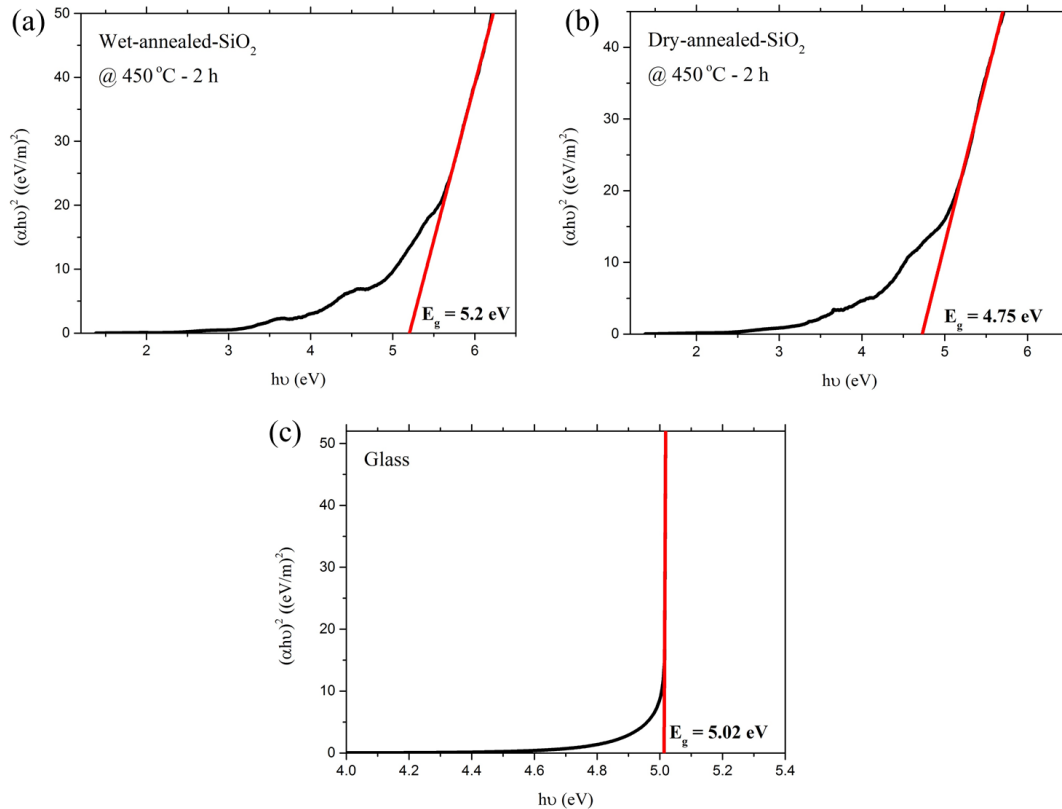 (a)
Wet-annealed-SiO₂
@ 450 °C - 2 h
50
40
30
20
10
0
(αhυ)² ((eV/m)²
E_g = 5.2 eV
2 3 4 5 6
hυ (eV)
(b)
Dry-annealed-SiO₂
@ 450 °C - 2 h
40
30
20
10
0
(αhυ)² ((eV/m)²
E_g = 4.75 eV
2 3 4 5 6
hυ (eV)
(c)
Glass
50
40
30
20
10
0
(αhυ)² ((eV/m)²
E_g = 5.02 eV
4.0 4.2 4.4 4.6 4.8 5.0 5.2 5.4
hυ (eV)